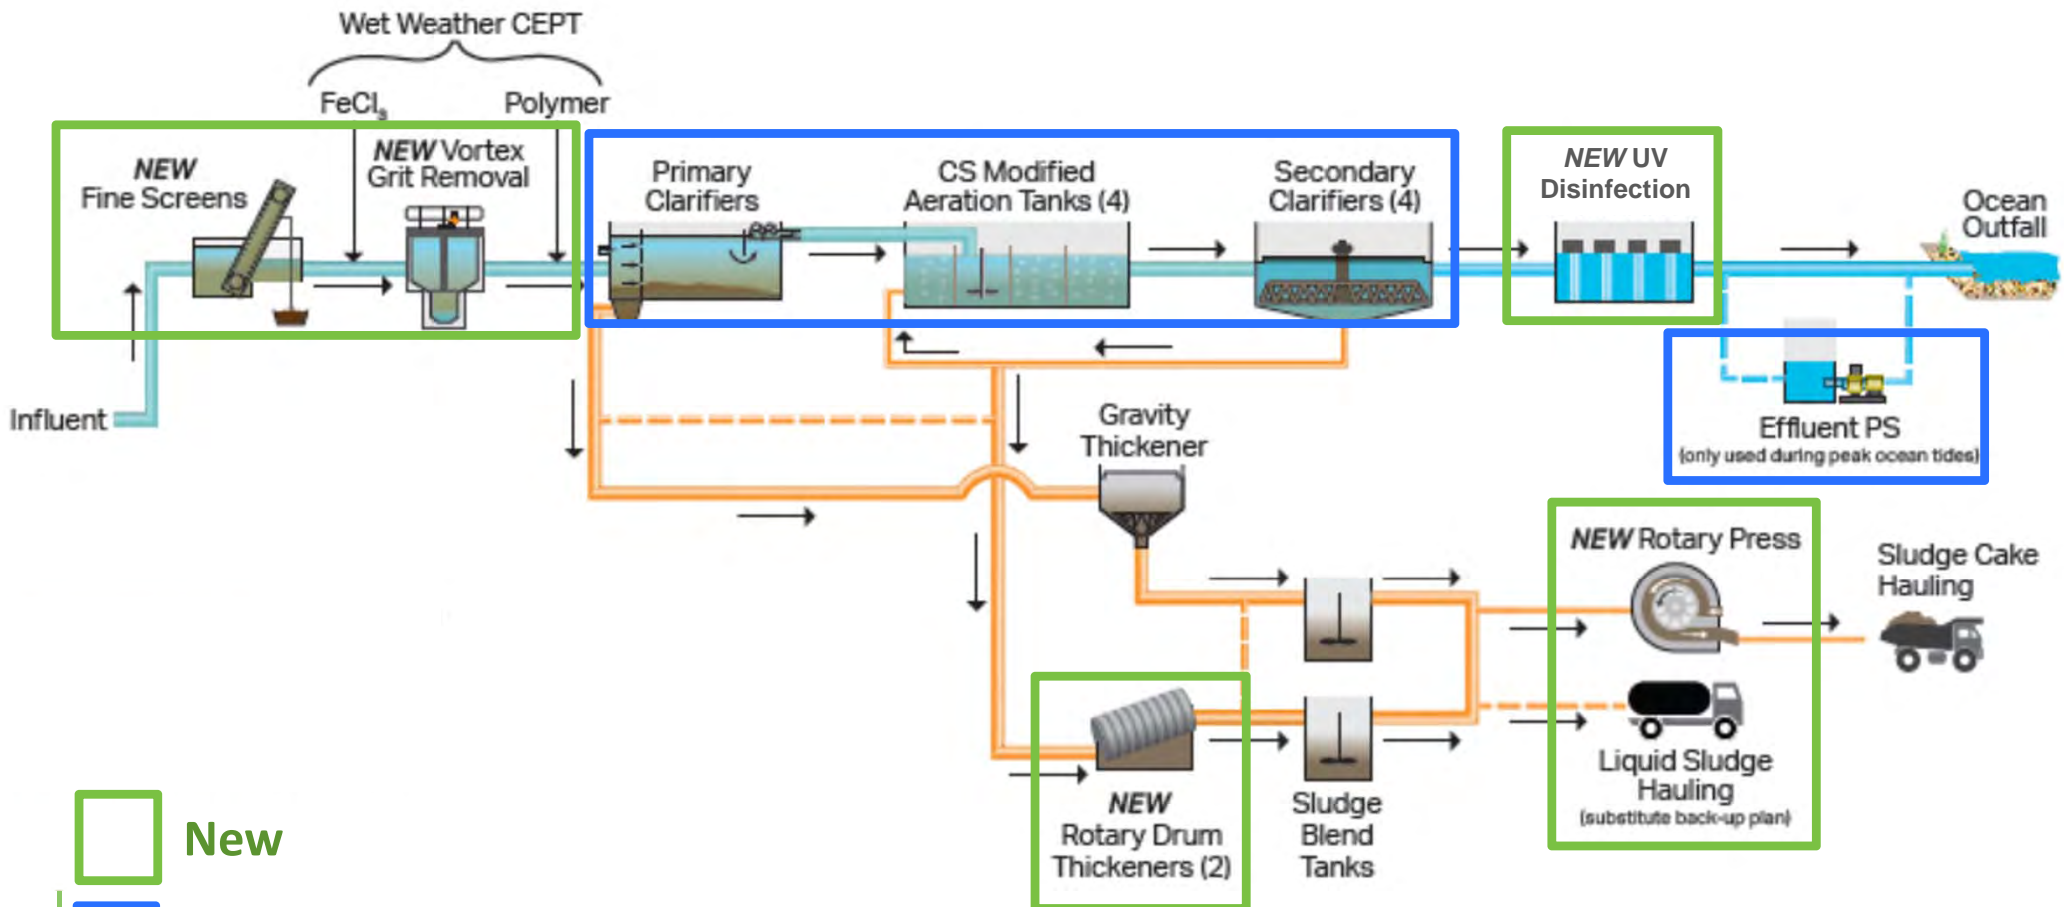 Wet Weather CEPT
FeCl₃
Polymer
NEW
Fine Screens
NEW Vortex
Grit Removal
Primary
Clarifiers
CS Modified
Aeration Tanks (4)
Secondary
Clarifiers (4)
NEW UV
Disinfection
Ocean
Outfall
Influent
Effluent PS
(only used during peak ocean tides)
Gravity
Thickener
NEW Rotary Press
Sludge Cake
Hauling
Liquid Sludge
Hauling
(substitute back-up plan)
NEW
Rotary Drum
Thickeners (2)
Sludge
Blend
Tanks
New